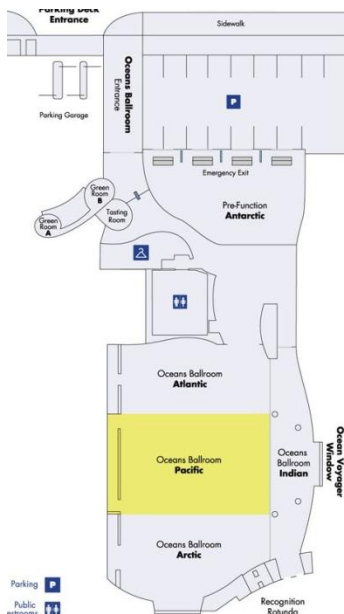 Parking Deck
Entrance
Sidewalk
Oceans Ballroom
Entrance
P
Parking Garage
Emergency Exit
Green
Room
B
Pre-Function
Antarctic
Tasting
Room
Green
Room
A
Oceans Ballroom
Atlantic
Oceans Ballroom
Pacific
Oceans
Ballroom
Indian
Ocean Voyager
Window
Oceans Ballroom
Arctic
Parking P
Recognition
Rotunda
Public
estrooms